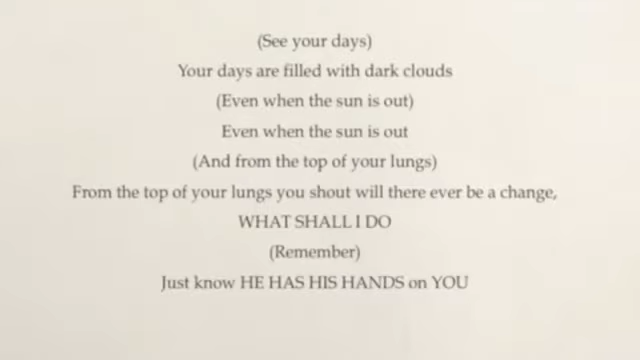 (See your days)
Your days are filled with dark clouds
(Even when the sun is out)
Even when the sun is out
(And from the top of your lungs)
From the top of your lungs you shout will there ever be a change,
WHAT SHALL I DO
(Remember)
Just know HE HAS HIS HANDS on YOU